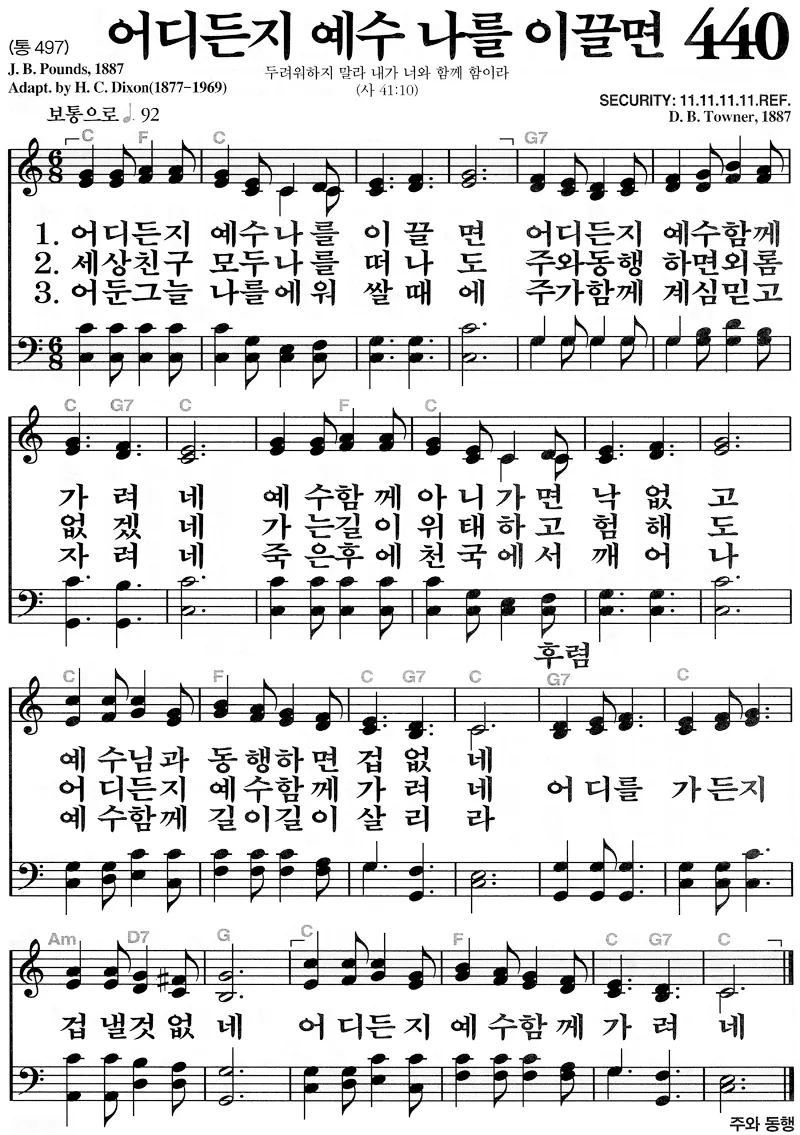 (통 497) 어디든지 예수 나를 이끌면 440
J. B. Pounds, 1887
Adapt. by H. C. Dixon(1877-1969)
두려워하지 말라 내가 너와 함께 함이라
(사 41:10)
SECURITY: 11.11.11.11.REF.
D. B. Towner, 1887
보통으로 ♩. 92
C F C G7
1. 어디든지 예수나를 이 끌 면 어디든지 예수함께
2. 세상친구 모두나를 떠 나 도 주와동행 하면외롬
3. 어둔그늘 나를에워 쌀 때 에 주가함께 계심믿고
C G7 C F C
가 려 네 예 수함 께 아 니 가 면 낙 없 고
없 겠 네 가 는길 이 위 태 하 고 험 해 도
자 려 네 죽 은후 에 천 국 에 서 깨 어 나
후렴
C F C G7 C G7 C
예 수님 과 동 행하 면 겁 없 네
어 디든 지 예 수함 께 가 려 네 어 디 를 가 든 지
예 수함 께 길 이길 이 살 리 라
Am D7 G C F C G7 C
겁 낼것 없 네 어 디든 지 예 수함 께 가 려 네
주와 동행